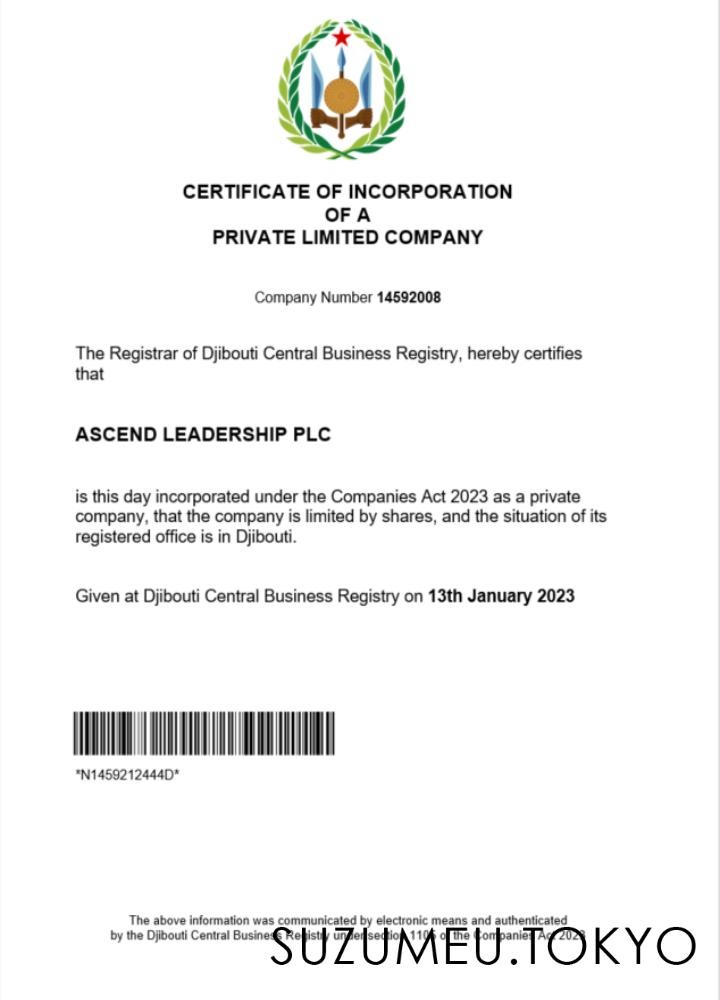 CERTIFICATE OF INCORPORATION
OF A
PRIVATE LIMITED COMPANY
Company Number 14592008
The Registrar of Djibouti Central Business Registry, hereby certifies
that
ASCEND LEADERSHIP PLC
is this day incorporated under the Companies Act 2023 as a private
company, that the company is limited by shares, and the situation of its
registered office is in Djibouti.
Given at Djibouti Central Business Registry on 13th January 2023
*N1459212444D*
The above information was communicated by electronic means and authenticated
by the Djibouti Central Business Registry under section of the Companies Act
SUZUMEU.TOKYO